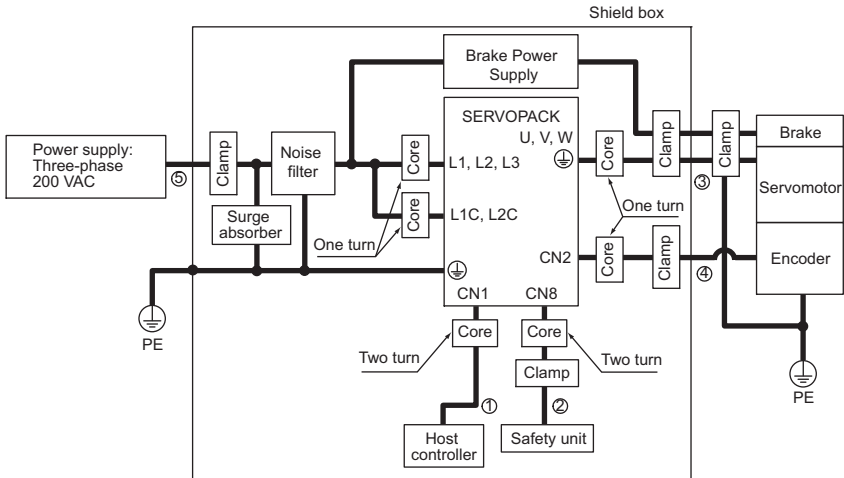 Shield box
Brake Power
Supply
SERVOPACK
U, V, W
Power supply:
Three-phase
200 VAC
⑤
Clamp
Noise
filter
Core
L1, L2, L3
Core
Clamp
Clamp
③
Brake
Servomotor
Surge
absorber
One turn
Core
L1C, L2C
One turn
CN2
Core
Clamp
④
Encoder
PE
CN1
CN8
Two turn
Core
Core
Two turn
Clamp
①
②
Host
controller
Safety unit
PE